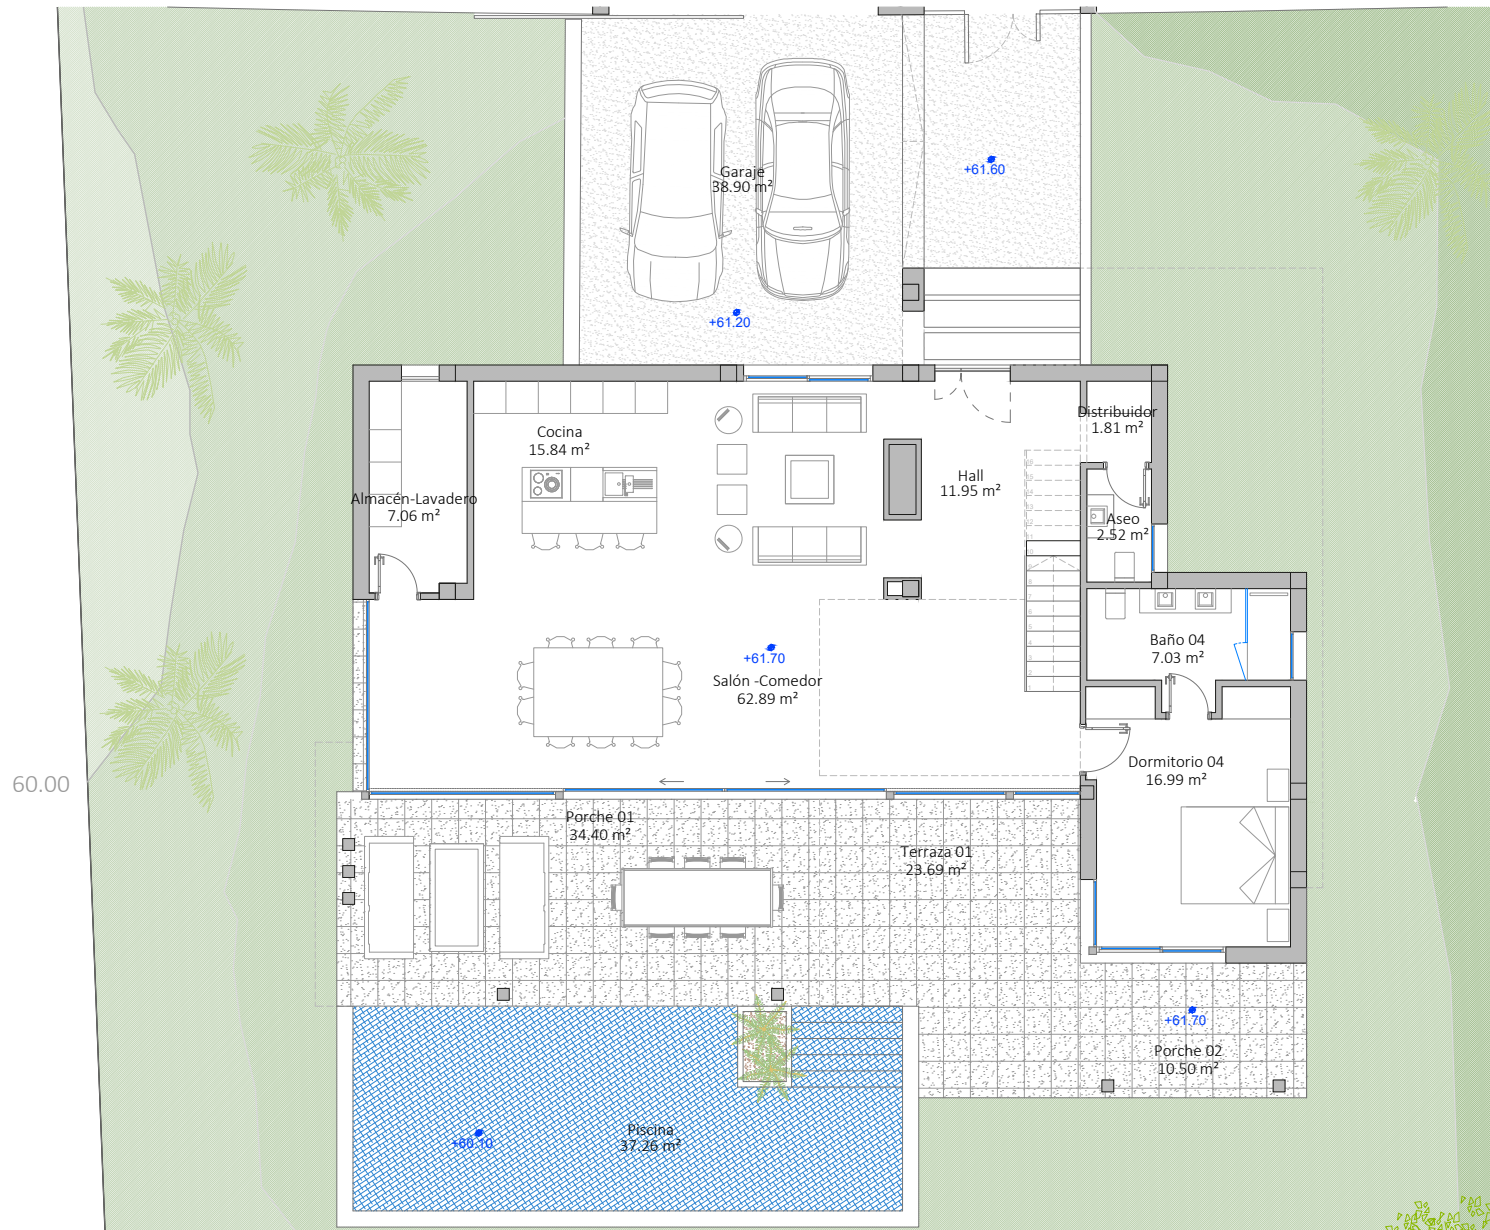 +61.60
Garaje
38.90 m²
+61.20
Distribuidor
1.81 m²
Cocina
15.84 m²
Hall
11.95 m²
Almacén-Lavadero
7.06 m²
Aseo
2.52 m²
Baño 04
7.03 m²
+61.70
Salón -Comedor
62.89 m²
Dormitorio 04
16.99 m²
60.00
Porche 01
34.40 m²
Terraza 01
23.69 m²
+61.70
Porche 02
10.50 m²
Piscina
37.26 m²
+60.10